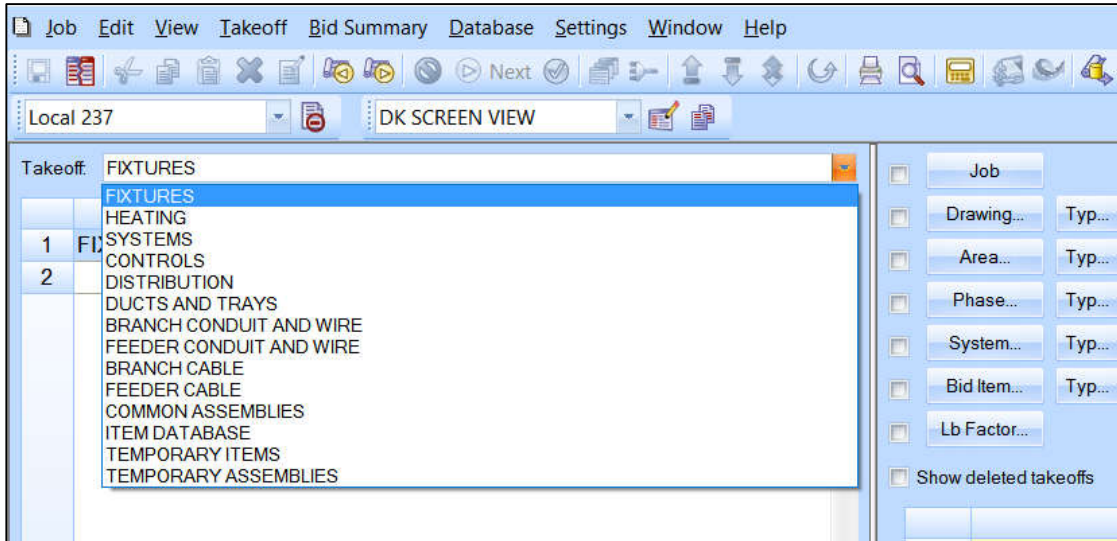 Job Edit View Takeoff Bid Summary Database Settings Window Help
Next
Local 237 DK SCREEN VIEW
Takeoff: FIXTURES
FIXTURES
HEATING
SYSTEMS
CONTROLS
DISTRIBUTION
DUCTS AND TRAYS
BRANCH CONDUIT AND WIRE
FEEDER CONDUIT AND WIRE
BRANCH CABLE
FEEDER CABLE
COMMON ASSEMBLIES
ITEM DATABASE
TEMPORARY ITEMS
TEMPORARY ASSEMBLIES
1 FI
2
Job
Drawing... Typ...
Area... Typ...
Phase... Typ...
System... Typ...
Bid Item... Typ...
Lb Factor...
Show deleted takeoffs